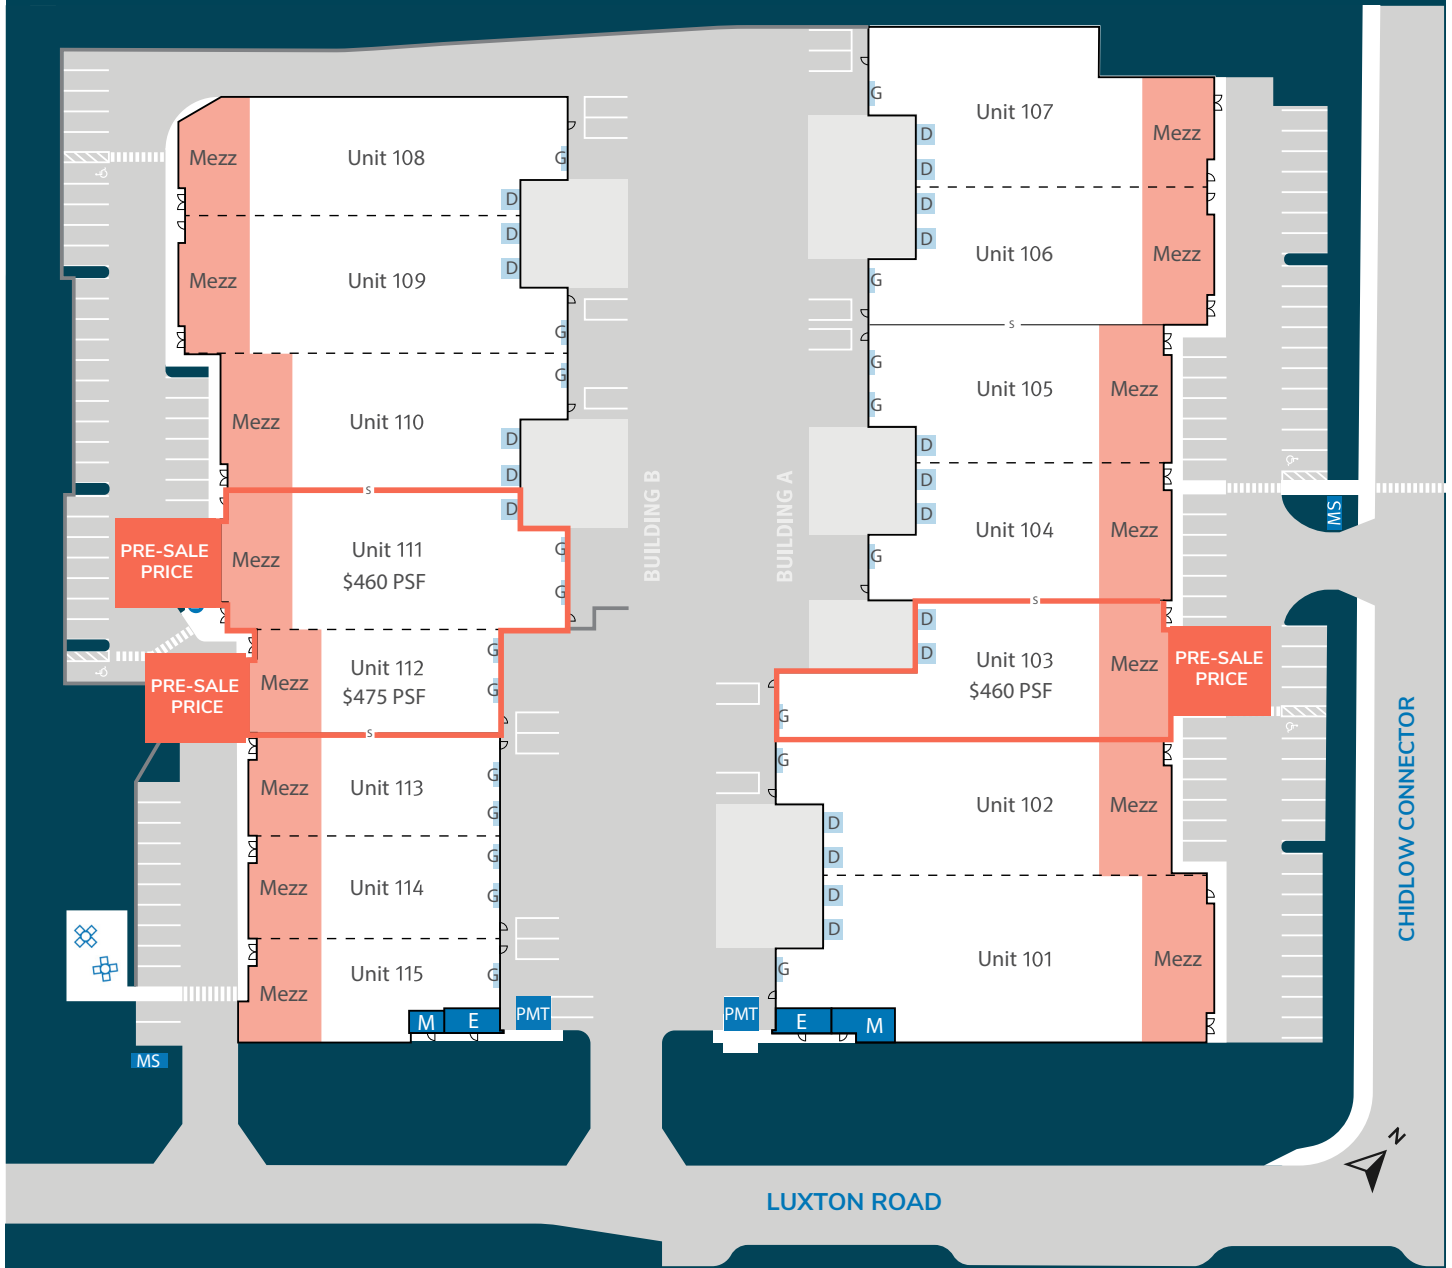 Unit 107
G
Mezz
D
D
Unit 108
Mezz
G
D
D
D
Unit 106
Mezz
D
D
G
Unit 109
Mezz
D
D
G
S
G
Unit 105
Mezz
G
D
G
Unit 110
Mezz
D
D
S
D
D
Unit 104
Mezz
G
BUILDING B
BUILDING A
MS
D
PRE-SALE
PRICE
Mezz
Unit 111
$460 PSF
G
G
S
D
D
Unit 103
$460 PSF
Mezz
PRE-SALE
PRICE
G
PRE-SALE
PRICE
Mezz
Unit 112
$475 PSF
G
G
S
G
Unit 102
Mezz
D
D
Mezz
Unit 113
G
G
CHIDLOW CONNECTOR
Mezz
Unit 114
G
G
D
D
Unit 101
Mezz
G
Mezz
Unit 115
G
M
E
PMT
PMT
E
M
MS
N
LUXTON ROAD